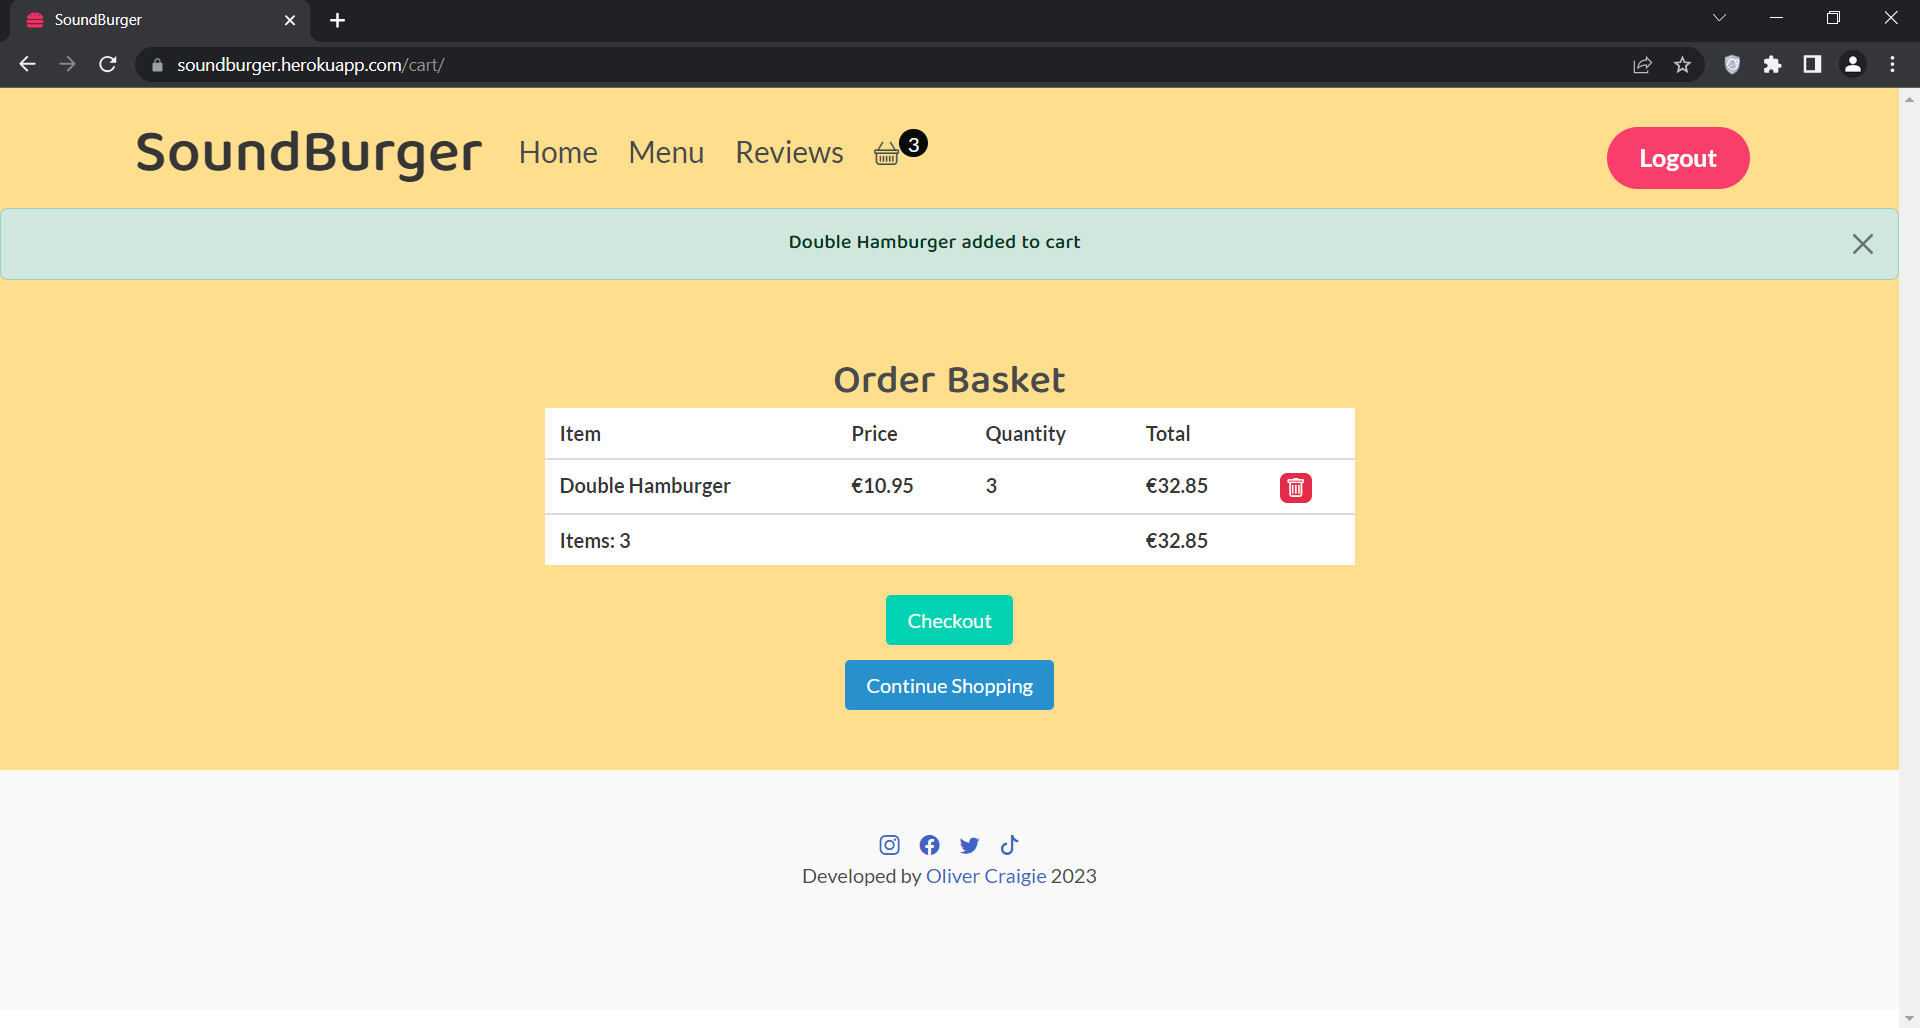 SoundBurger
soundburger.herokuapp.com/cart/
SoundBurger Home Menu Reviews 3 Logout
Double Hamburger added to cart
Order Basket
Item Price Quantity Total
Double Hamburger €10.95 3 €32.85
Items: 3 €32.85
Checkout
Continue Shopping
Developed by Oliver Craigie 2023